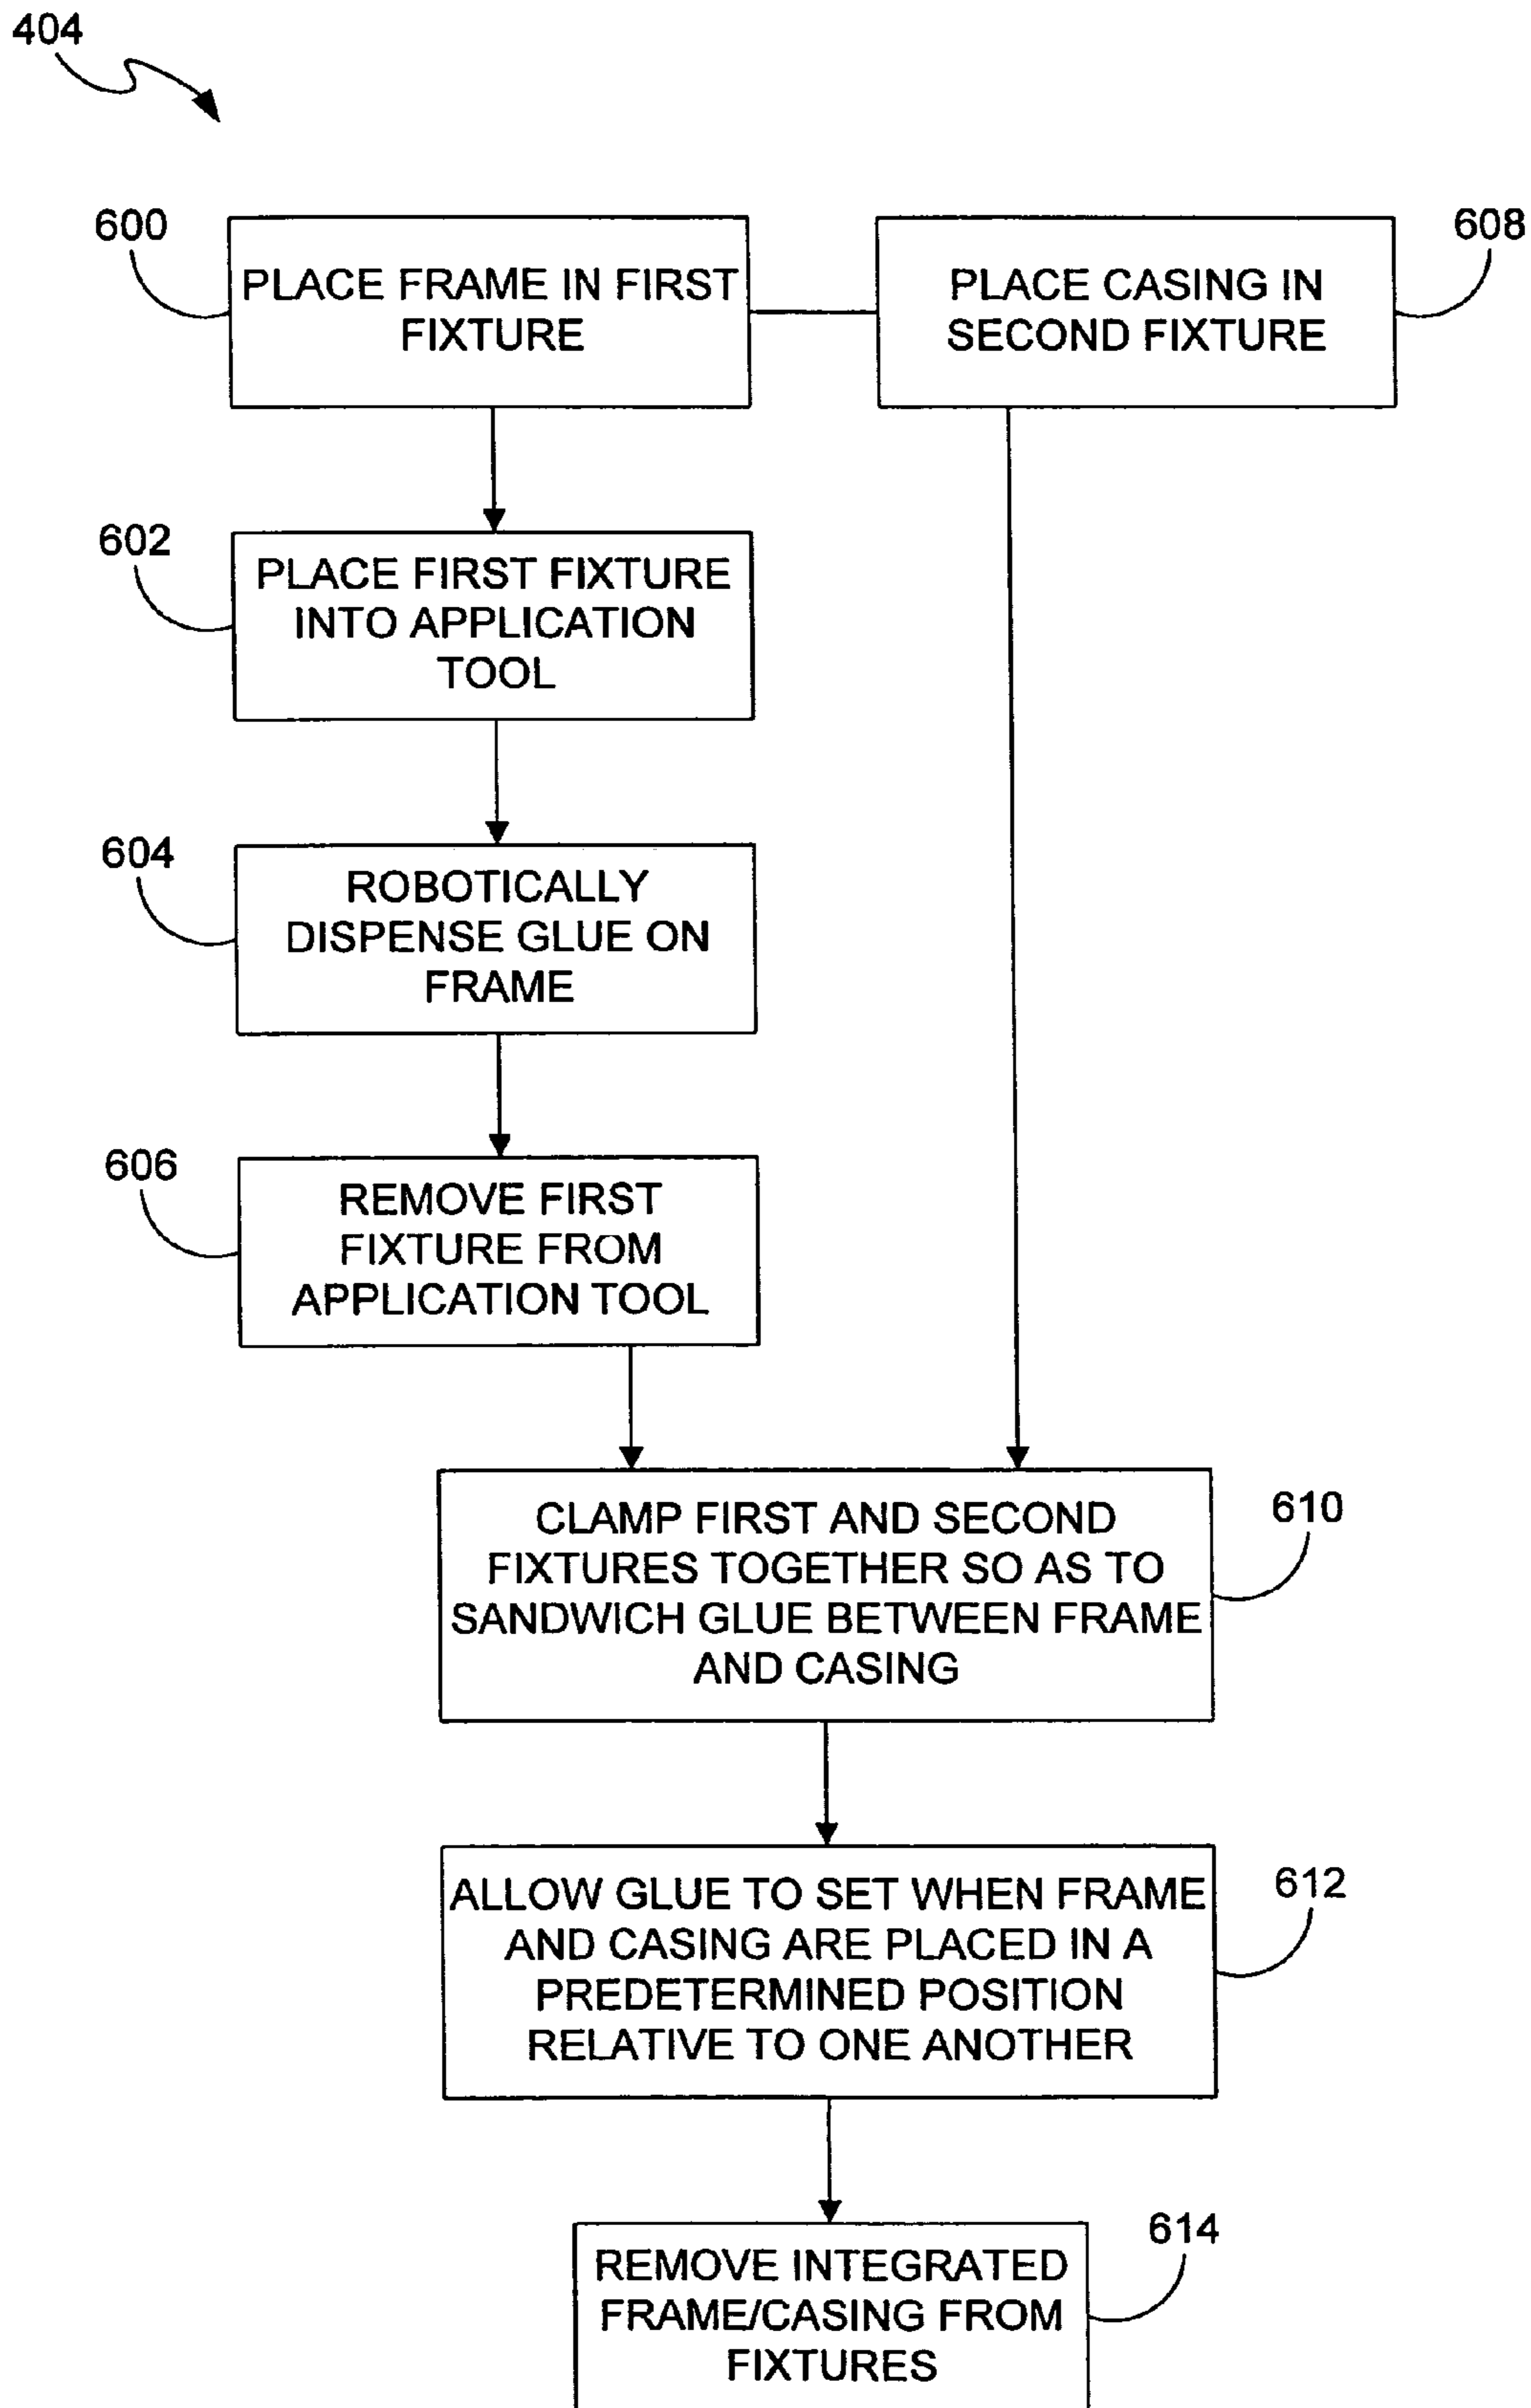 404
600
PLACE FRAME IN FIRST
FIXTURE
608
PLACE CASING IN
SECOND FIXTURE
602
PLACE FIRST FIXTURE
INTO APPLICATION
TOOL
604
ROBOTICALLY
DISPENSE GLUE ON
FRAME
606
REMOVE FIRST
FIXTURE FROM
APPLICATION TOOL
610
CLAMP FIRST AND SECOND
FIXTURES TOGETHER SO AS TO
SANDWICH GLUE BETWEEN FRAME
AND CASING
612
ALLOW GLUE TO SET WHEN FRAME
AND CASING ARE PLACED IN A
PREDETERMINED POSITION
RELATIVE TO ONE ANOTHER
614
REMOVE INTEGRATED
FRAME/CASING FROM
FIXTURES